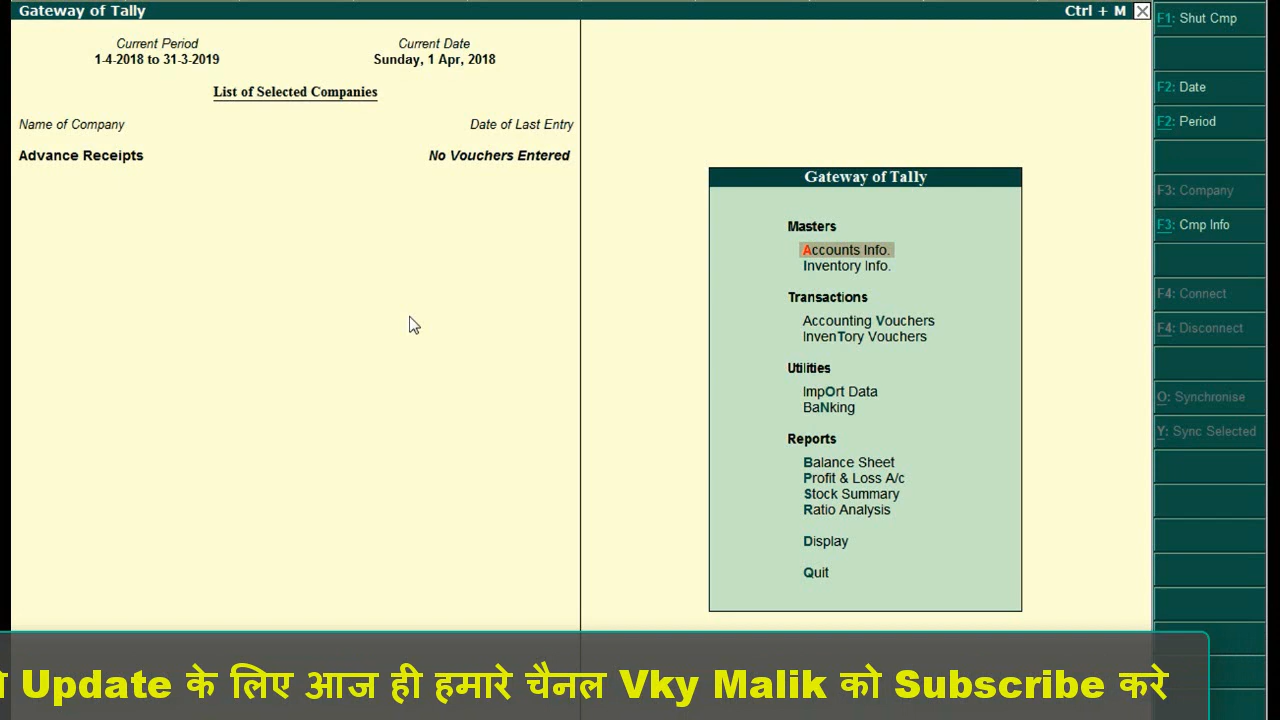 Gateway of Tally
Ctrl + M
Current Period
Current Date
1-4-2018 to 31-3-2019
Sunday, 1 Apr, 2018
List of Selected Companies
Name of Company
Date of Last Entry
Advance Receipts
No Vouchers Entered
Gateway of Tally
Masters
Accounts Info.
Inventory Info.
Transactions
Accounting Vouchers
InvenTory Vouchers
Utilities
ImpOrt Data
BaNking
Reports
Balance Sheet
Profit & Loss A/c
Stock Summary
Ratio Analysis
Display
Quit
F1: Shut Cmp
F2: Date
F2: Period
F3: Company
F3: Cmp Info
F4: Connect
F4: Disconnect
O: Synchronise
Y: Sync Selected
Update के लिए आज ही हमारे चैनल Vky Malik को Subscribe करे